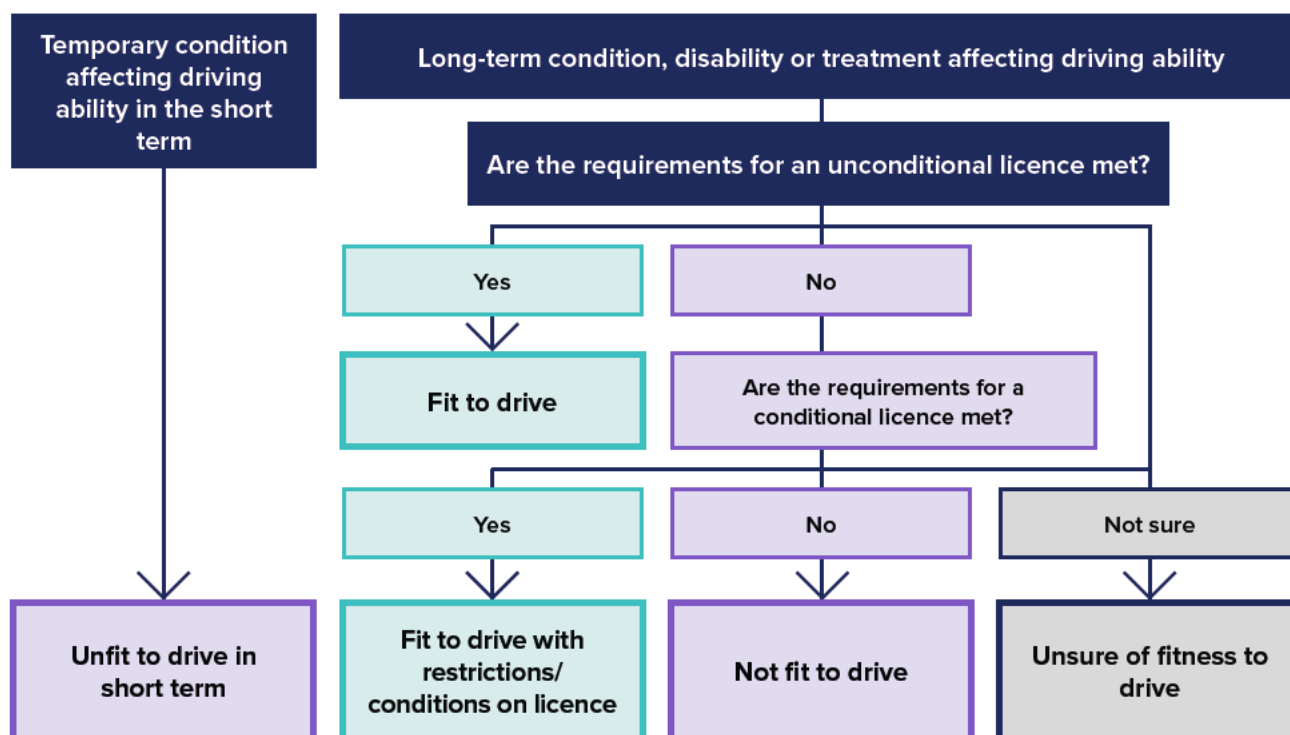 Temporary condition
affecting driving
ability in the short
term
Long-term condition, disability or treatment affecting driving ability
Are the requirements for an unconditional licence met?
Yes
No
Fit to drive
Are the requirements for a
conditional licence met?
Yes
No
Not sure
Unfit to drive in
short term
Fit to drive with
restrictions/
conditions on licence
Not fit to drive
Unsure of fitness to
drive